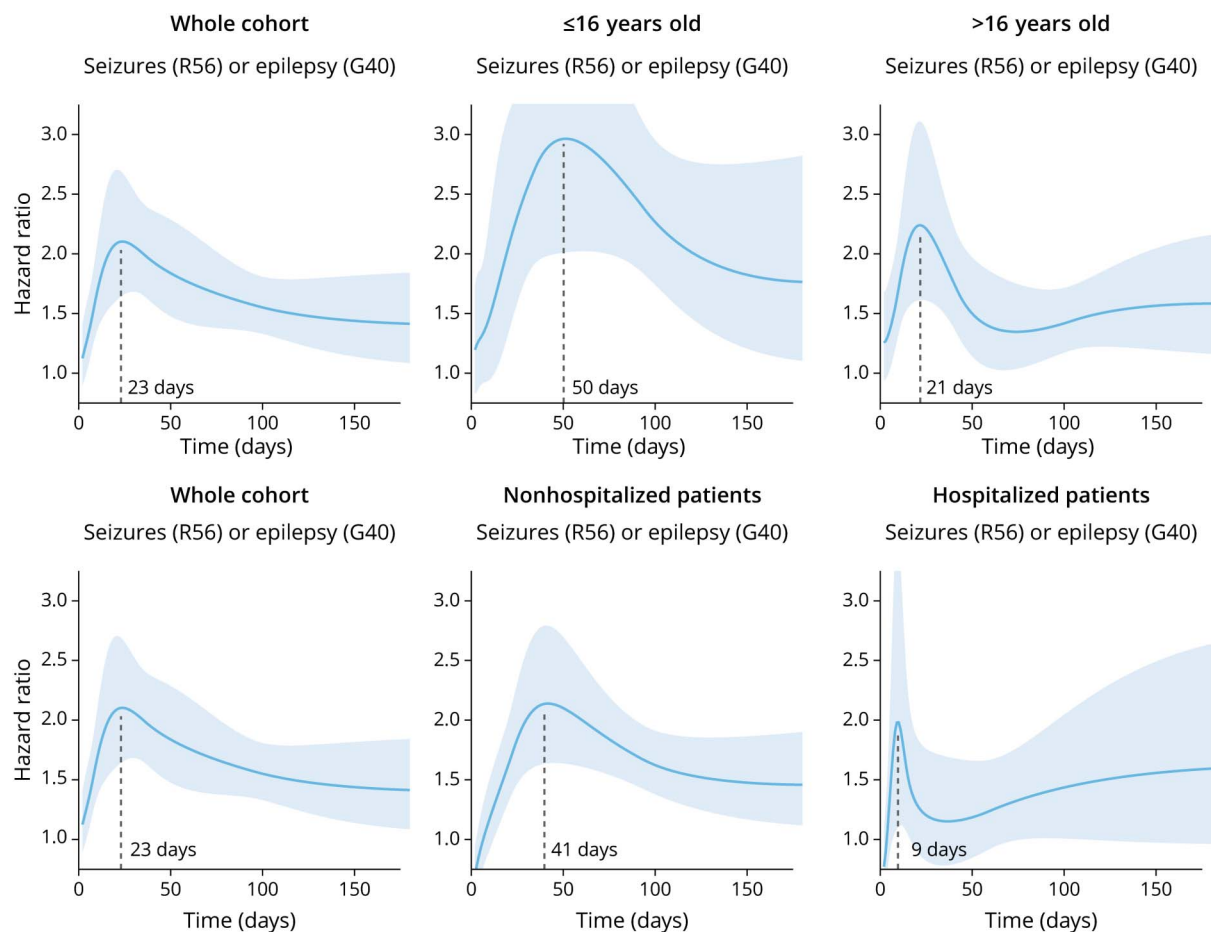 Whole cohort
Seizures (R56) or epilepsy (G40)
Hazard ratio
3.0
2.5
2.0
1.5
1.0
23 days
0
50
100
150
Time (days)
≤16 years old
Seizures (R56) or epilepsy (G40)
3.0
2.5
2.0
1.5
1.0
50 days
0
50
100
150
Time (days)
>16 years old
Seizures (R56) or epilepsy (G40)
3.0
2.5
2.0
1.5
1.0
21 days
0
50
100
150
Time (days)
Whole cohort
Seizures (R56) or epilepsy (G40)
Hazard ratio
3.0
2.5
2.0
1.5
1.0
23 days
0
50
100
150
Time (days)
Nonhospitalized patients
Seizures (R56) or epilepsy (G40)
3.0
2.5
2.0
1.5
1.0
41 days
0
50
100
150
Time (days)
Hospitalized patients
Seizures (R56) or epilepsy (G40)
3.0
2.5
2.0
1.5
1.0
9 days
0
50
100
150
Time (days)